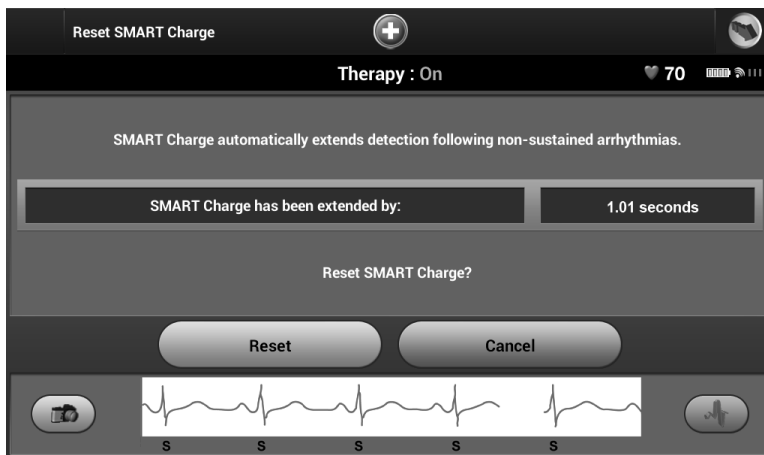 Reset SMART Charge
Therapy : On 70
SMART Charge automatically extends detection following non-sustained arrhythmias.
SMART Charge has been extended by: 1.01 seconds
Reset SMART Charge?
Reset Cancel
S S S S S